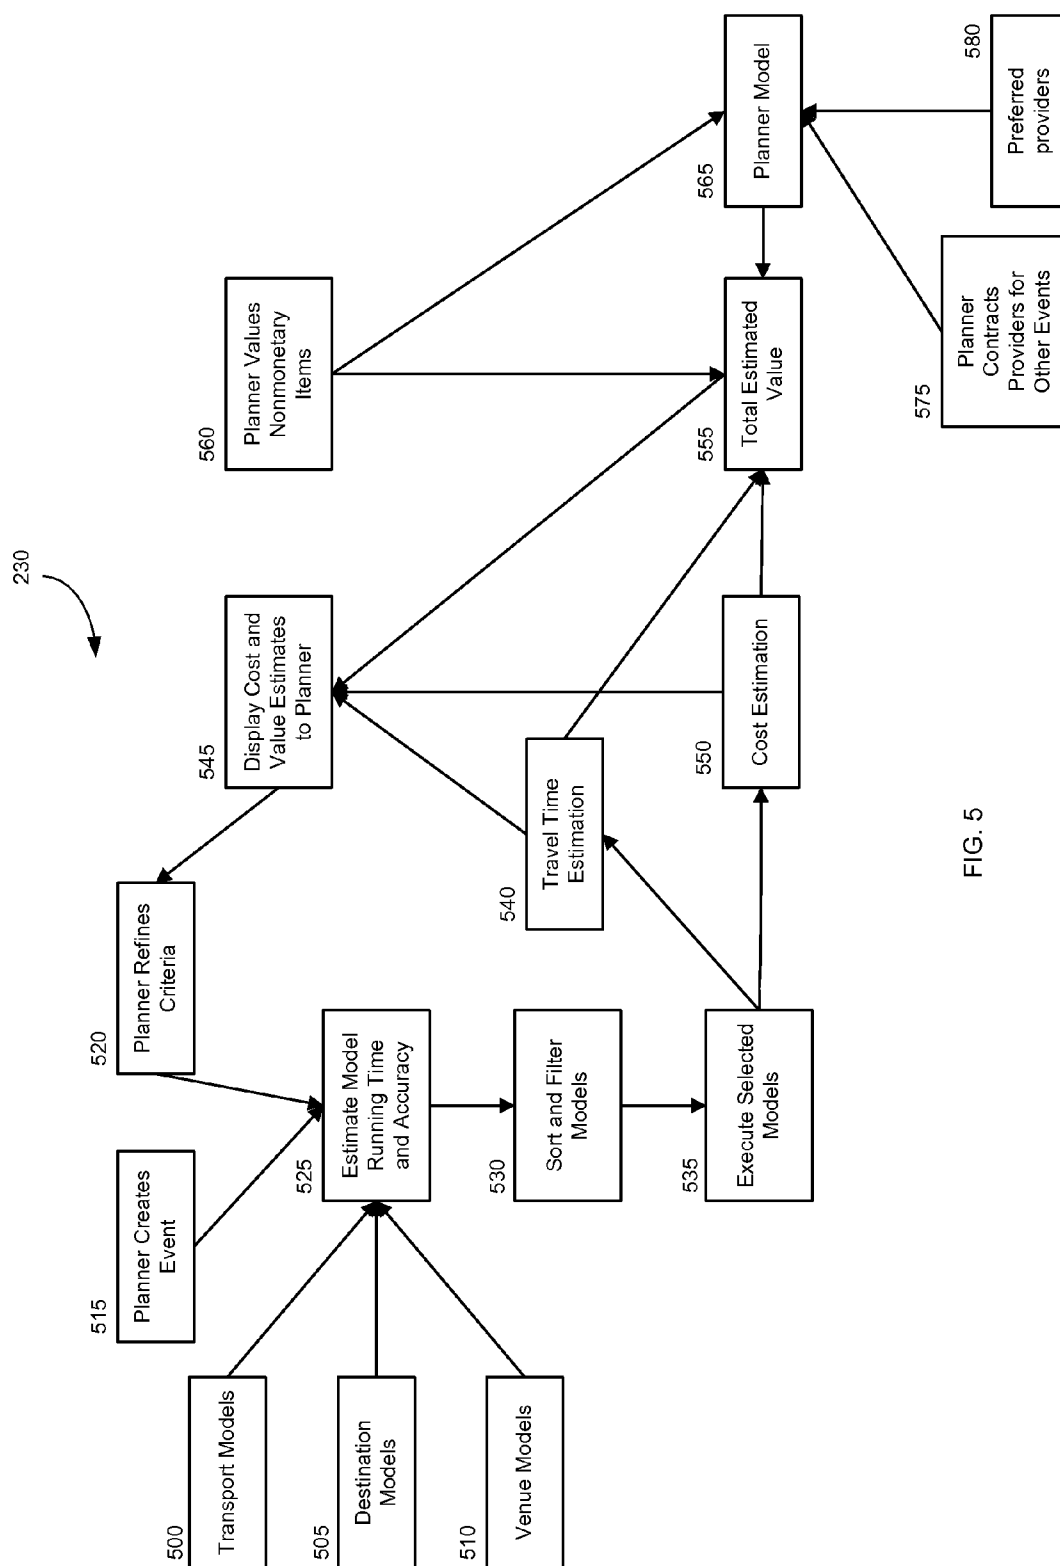 230
500
Transport Models
505
Destination
Models
510
Venue Models
515
Planner Creates
Event
520
Planner Refines
Criteria
525
Estimate Model
Running Time
and Accuracy
530
Sort and Filter
Models
535
Execute Selected
Models
540
Travel Time
Estimation
545
Display Cost and
Value Estimates
to Planner
550
Cost Estimation
560
Planner Values
Nonmonetary
Items
555
Total Estimated
Value
565
Planner Model
575
Planner
Contracts
Providers for
Other Events
580
Preferred
providers
FIG. 5